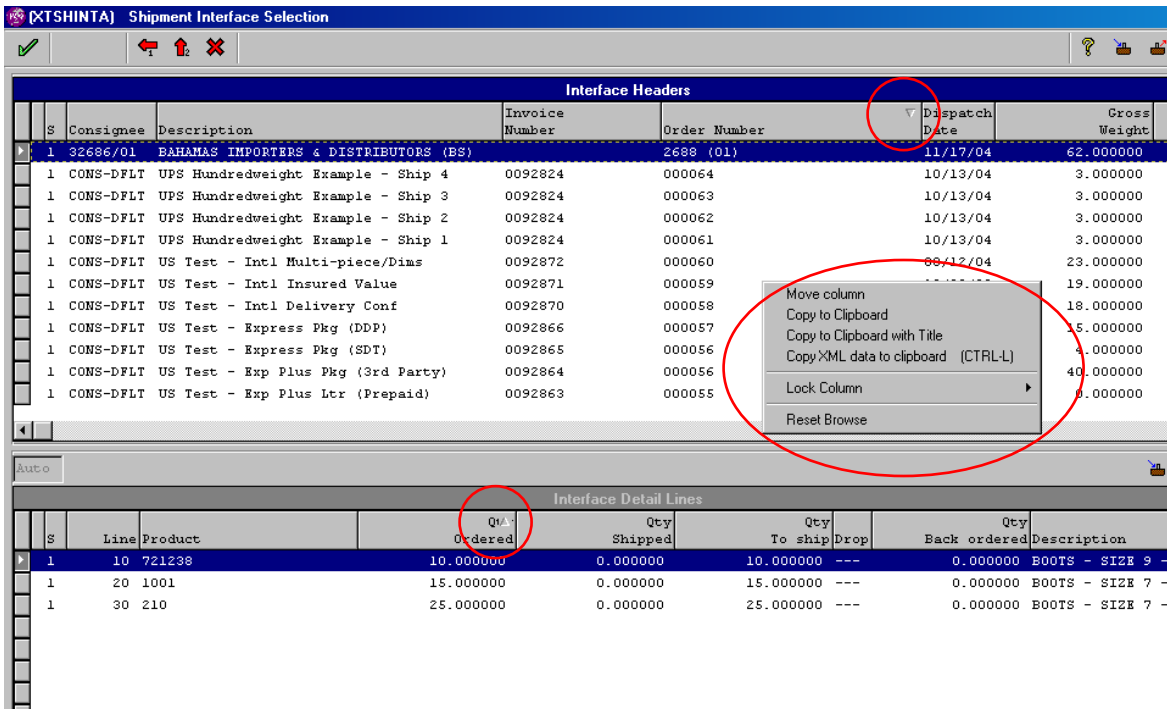 (XTSHINTA) Shipment Interface Selection
1 2 ?
Interface Headers
S Consignee Description Invoice Number Order Number Dispatch Date Gross Weight
1 32686/01 BAHAMAS IMPORTERS & DISTRIBUTORS (BS) 2688 (01) 11/17/04 62.000000
1 CONS-DFLT UPS Hundredweight Example - Ship 4 0092824 000064 10/13/04 3.000000
1 CONS-DFLT UPS Hundredweight Example - Ship 3 0092824 000063 10/13/04 3.000000
1 CONS-DFLT UPS Hundredweight Example - Ship 2 0092824 000062 10/13/04 3.000000
1 CONS-DFLT UPS Hundredweight Example - Ship 1 0092824 000061 10/13/04 3.000000
1 CONS-DFLT US Test - Intl Multi-piece/Dims 0092872 000060 08/12/04 23.000000
1 CONS-DFLT US Test - Intl Insured Value 0092871 000059 19.000000
1 CONS-DFLT US Test - Intl Delivery Conf 0092870 000058 18.000000
1 CONS-DFLT US Test - Express Pkg (DDP) 0092866 000057 15.000000
1 CONS-DFLT US Test - Express Pkg (SDT) 0092865 000056 4.000000
1 CONS-DFLT US Test - Exp Plus Pkg (3rd Party) 0092864 000056 40.000000
1 CONS-DFLT US Test - Exp Plus Ltr (Prepaid) 0092863 000055 0.000000
Move column
Copy to Clipboard
Copy to Clipboard with Title
Copy XML data to clipboard (CTRL-L)
Lock Column
Reset Browse
Auto
Interface Detail Lines
S Line Product Ordered Qty Shipped Qty To ship Drop Qty Back ordered Description
1 10 721238 10.000000 0.000000 10.000000 --- 0.000000 BOOTS - SIZE 9 -
1 20 1001 15.000000 0.000000 15.000000 --- 0.000000 BOOTS - SIZE 7 -
1 30 210 25.000000 0.000000 25.000000 --- 0.000000 BOOTS - SIZE 7 -